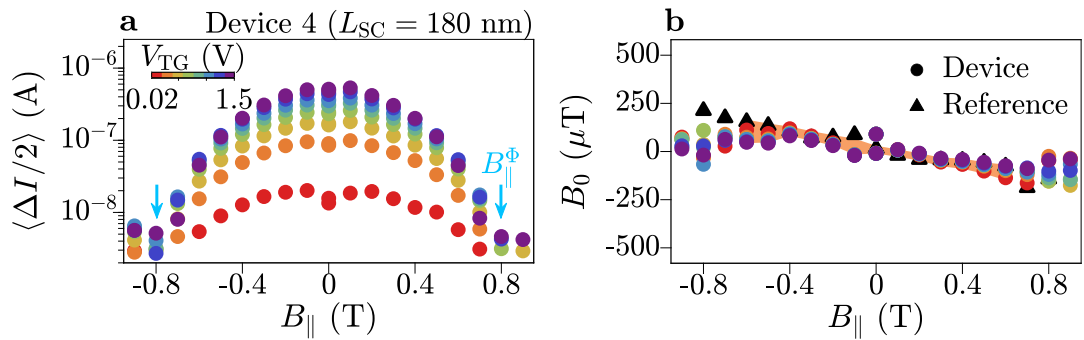 a Device 4 (L_SC = 180 nm)
V_TG (V)
0.02 1.5
10^-6
10^-7
10^-8
⟨ΔI/2⟩ (A)
B_∥^Φ
-0.8 -0.4 0 0.4 0.8
B_∥ (T)
b
Device
Reference
500
250
0
-250
-500
B_0 (μT)
0
-0.8 -0.4 0 0.4 0.8
B_∥ (T)